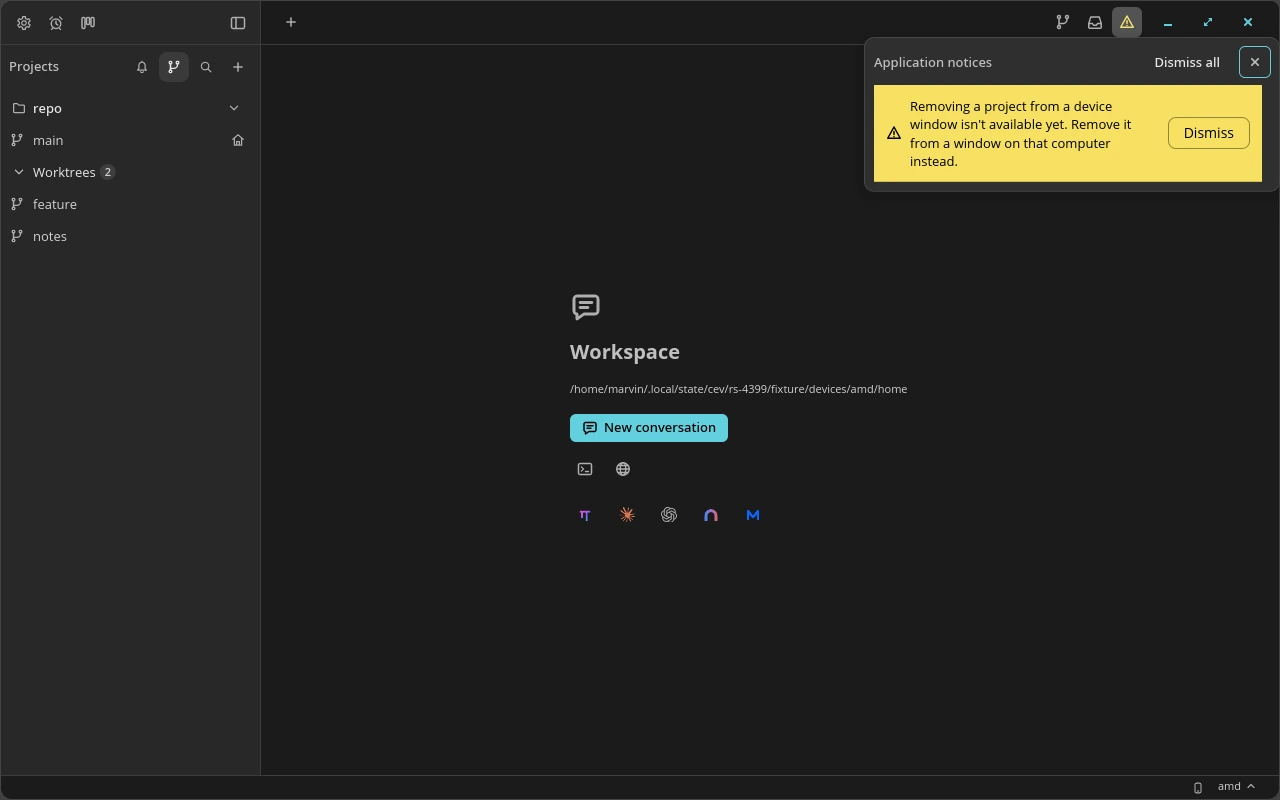 Projects
repo
main
Worktrees 2
feature
notes
Application notices
Dismiss all
Removing a project from a device
window isn't available yet. Remove it
from a window on that computer
instead.
Dismiss
Workspace
/home/marvin/.local/state/cev/rs-4399/fixture/devices/amd/home
New conversation
amd